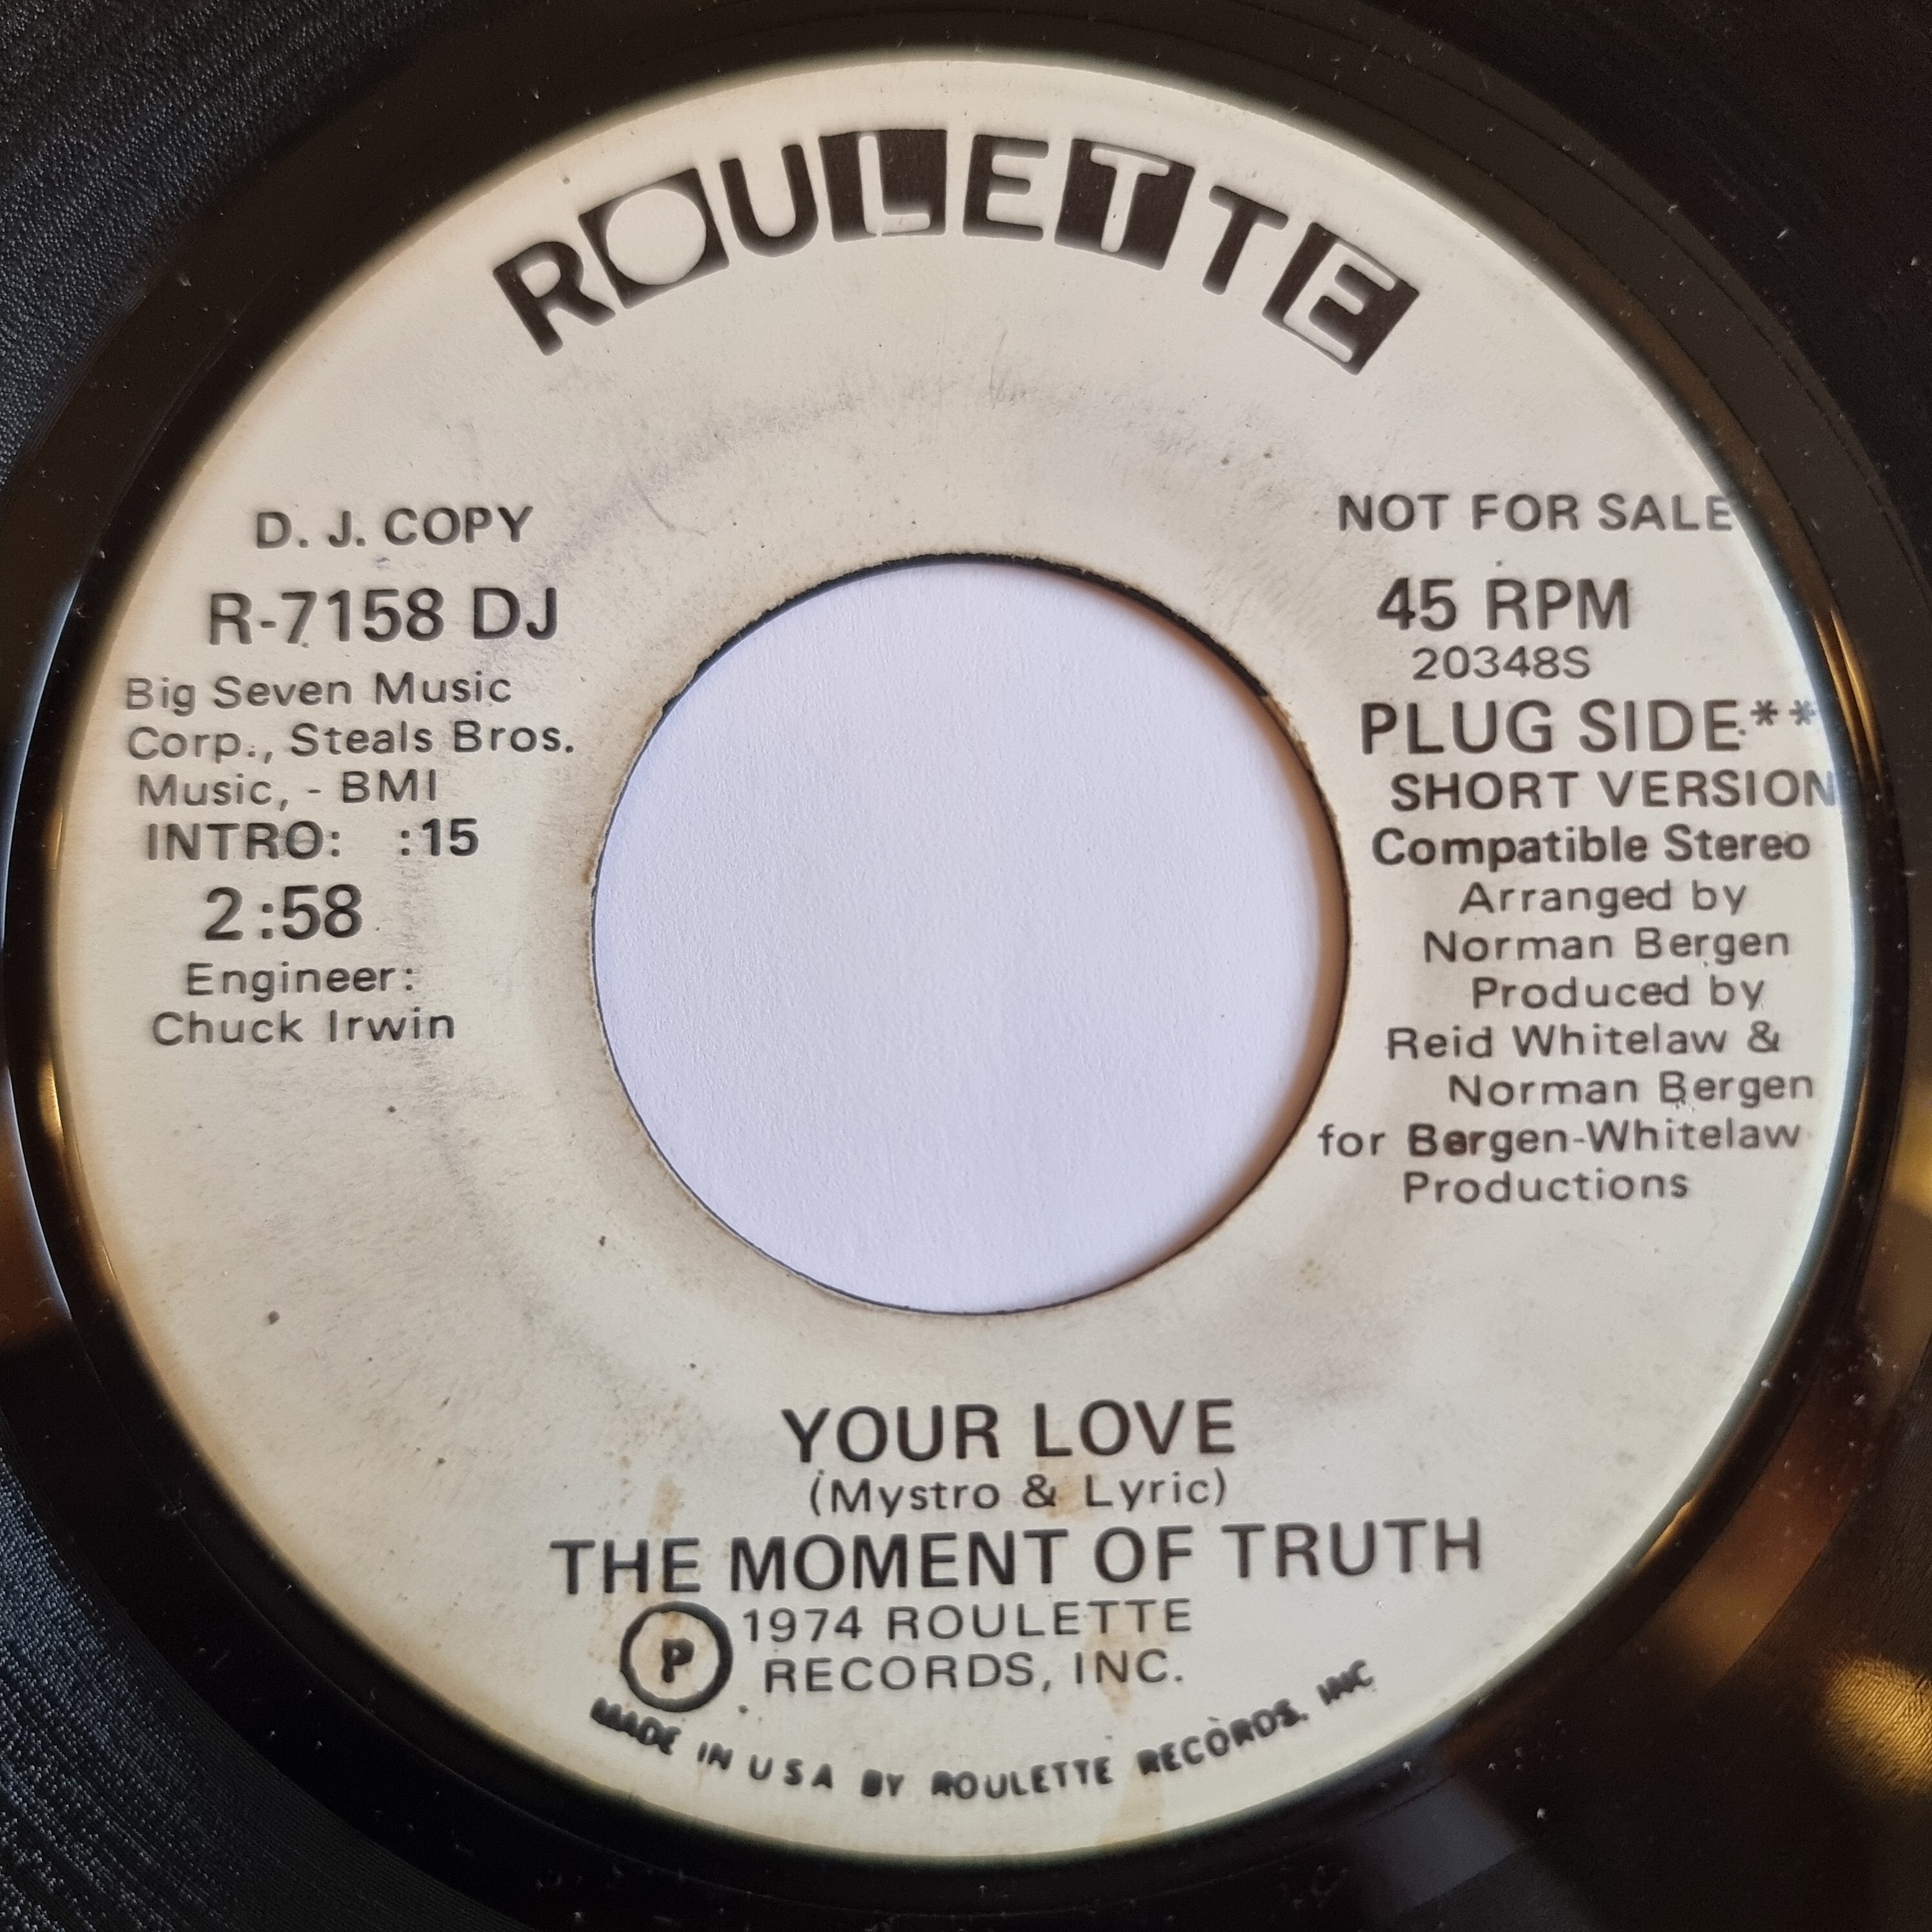 ROULETTE
D. J. COPY
R-7158 DJ
Big Seven Music
Corp., Steals Bros.
Music, - BMI
INTRO: :15
2:58
Engineer:
Chuck Irwin
NOT FOR SALE
45 RPM
20348S
PLUG SIDE**
SHORT VERSION
Compatible Stereo
Arranged by
Norman Bergen
Produced by
Reid Whitelaw &
Norman Bergen
for Bergen-Whitelaw
Productions
YOUR LOVE
(Mystro & Lyric)
THE MOMENT OF TRUTH
Ⓟ 1974 ROULETTE
RECORDS, INC.
MADE IN U S A BY ROULETTE RECORDS, INC